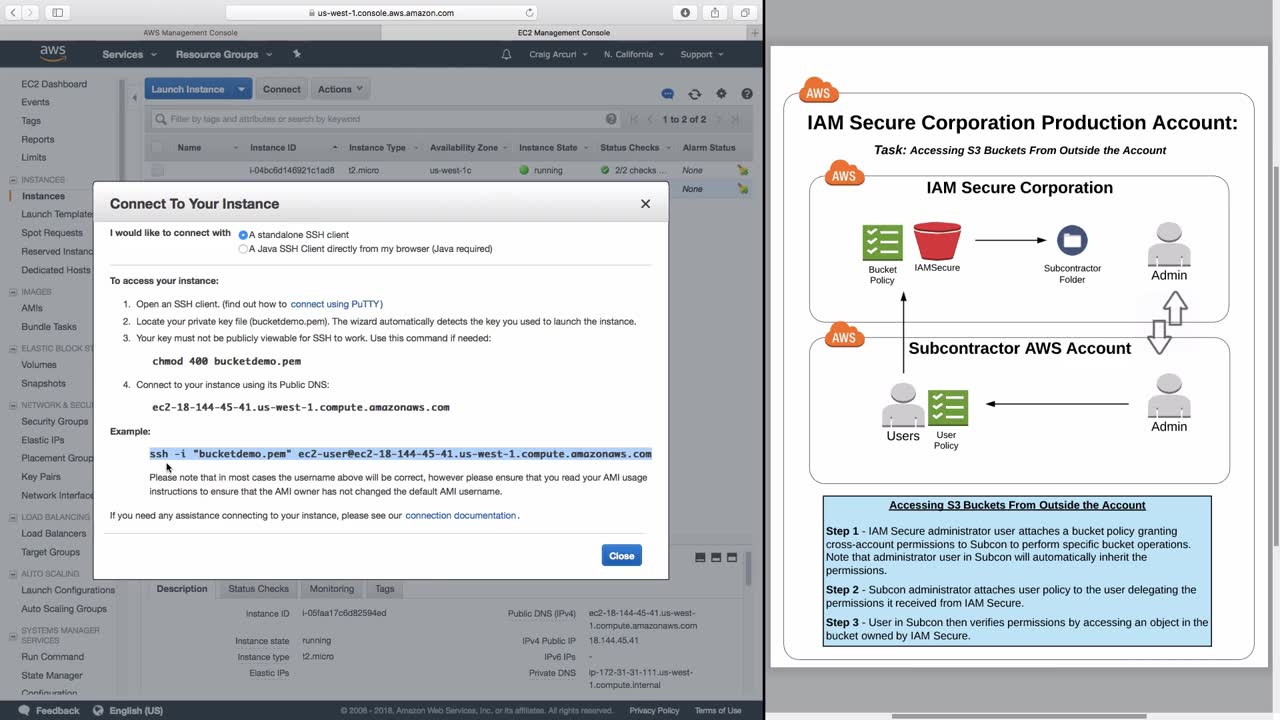 us-west-1.console.aws.amazon.com
AWS Management Console
EC2 Management Console
aws
Services
Resource Groups
Craig Arcuri
N. California
Support
EC2 Dashboard
Events
Tags
Reports
Limits
INSTANCES
Instances
Launch Templates
Spot Requests
Reserved Instanc
Dedicated Hosts
IMAGES
AMIs
Bundle Tasks
ELASTIC BLOCK ST
Volumes
Snapshots
NETWORK & SECU
Security Groups
Elastic IPs
Placement Group
Key Pairs
Network Interface
LOAD BALANCING
Load Balancers
Target Groups
AUTO SCALING
Launch Configurations
Auto Scaling Groups
SYSTEMS MANAGER
SERVICES
Run Command
State Manager
Configuration
Launch Instance
Connect
Actions
Filter by tags and attributes or search by keyword
1 to 2 of 2
Name
Instance ID
Instance Type
Availability Zone
Instance State
Status Checks
Alarm Status
i-04bc6d146921c1ad8
t2.micro
us-west-1c
running
2/2 checks ...
None
None
Connect To Your Instance
I would like to connect with
A standalone SSH client
A Java SSH Client directly from my browser (Java required)
To access your instance:
1. Open an SSH client. (find out how to connect using PuTTY)
2. Locate your private key file (bucketdemo.pem). The wizard automatically detects the key you used to launch the instance.
3. Your key must not be publicly viewable for SSH to work. Use this command if needed:
chmod 400 bucketdemo.pem
4. Connect to your instance using its Public DNS:
ec2-18-144-45-41.us-west-1.compute.amazonaws.com
Example:
ssh -i "bucketdemo.pem" ec2-user@ec2-18-144-45-41.us-west-1.compute.amazonaws.com
Please note that in most cases the username above will be correct, however please ensure that you read your AMI usage
instructions to ensure that the AMI owner has not changed the default AMI username.
If you need any assistance connecting to your instance, please see our connection documentation.
Close
Description
Status Checks
Monitoring
Tags
Instance ID
i-05faa17c6d82594ed
Public DNS (IPv4)
ec2-18-144-45-41.us-west-
1.compute.amazonaws.com
Instance state
running
IPv4 Public IP
18.144.45.41
Instance type
t2.micro
IPv6 IPs
-
Elastic IPs
Private DNS
ip-172-31-31-111.us-west-
1.compute.internal
Feedback
English (US)
© 2008 - 2018, Amazon Web Services, Inc. or its affiliates. All rights reserved.
Privacy Policy
Terms of Use
AWS
IAM Secure Corporation Production Account:
Task: Accessing S3 Buckets From Outside the Account
AWS
IAM Secure Corporation
Bucket
Policy
IAMSecure
Subcontractor
Folder
Admin
AWS
Subcontractor AWS Account
Users
User
Policy
Admin
Accessing S3 Buckets From Outside the Account
Step 1 - IAM Secure administrator user attaches a bucket policy granting
cross-account permissions to Subcon to perform specific bucket operations.
Note that administrator user in Subcon will automatically inherit the
permissions.
Step 2 - Subcon administrator attaches user policy to the user delegating the
permissions it received from IAM Secure.
Step 3 - User in Subcon then verifies permissions by accessing an object in the
bucket owned by IAM Secure.